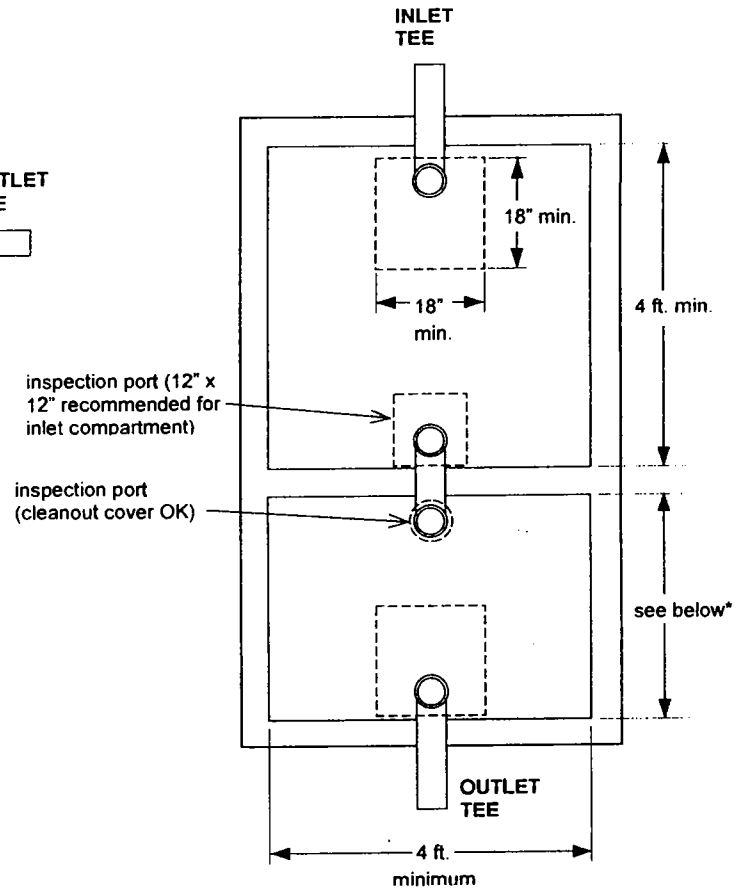 INLET
TEE
TLET
E
18" min.
18"
min.
4 ft. min.
inspection port (12" x
12" recommended for
inlet compartment)
inspection port
(cleanout cover OK)
see below*
OUTLET
TEE
4 ft.
minimum